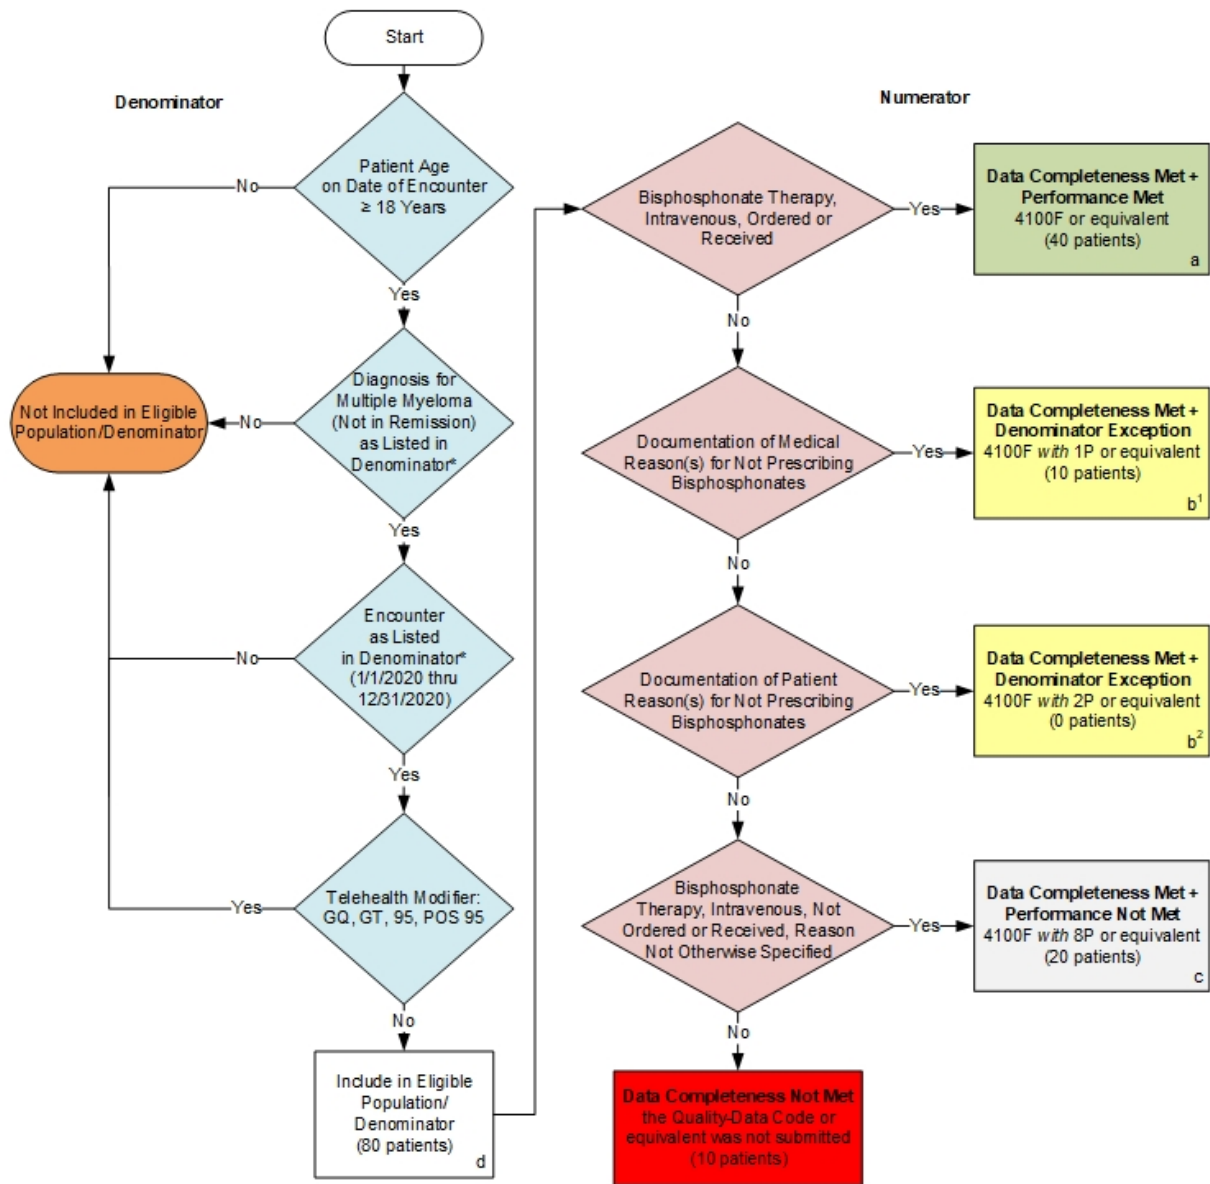 Start
Denominator
Patient Age
on Date of Encounter
≥ 18 Years
No
Yes
Not Included in Eligible
Population/Denominator
Diagnosis for
Multiple Myeloma
(Not in Remission)
as Listed in
Denominator*
No
Yes
Encounter
as Listed
in Denominator*
(1/1/2020 thru
12/31/2020)
No
Yes
Telehealth Modifier:
GQ, GT, 95, POS 95
Yes
No
Include in Eligible
Population/
Denominator
(80 patients)
d
Numerator
Bisphosphonate Therapy,
Intravenous, Ordered or
Received
Yes
Data Completeness Met +
Performance Met
4100F or equivalent
(40 patients)
a
No
Documentation of Medical
Reason(s) for Not Prescribing
Bisphosphonates
Yes
Data Completeness Met +
Denominator Exception
4100F with 1P or equivalent
(10 patients)
b¹
No
Documentation of Patient
Reason(s) for Not Prescribing
Bisphosphonates
Yes
Data Completeness Met +
Denominator Exception
4100F with 2P or equivalent
(0 patients)
b²
No
Bisphosphonate
Therapy, Intravenous, Not
Ordered or Received, Reason
Not Otherwise Specified
Yes
Data Completeness Met +
Performance Not Met
4100F with 8P or equivalent
(20 patients)
c
No
Data Completeness Not Met
the Quality-Data Code or
equivalent was not submitted
(10 patients)